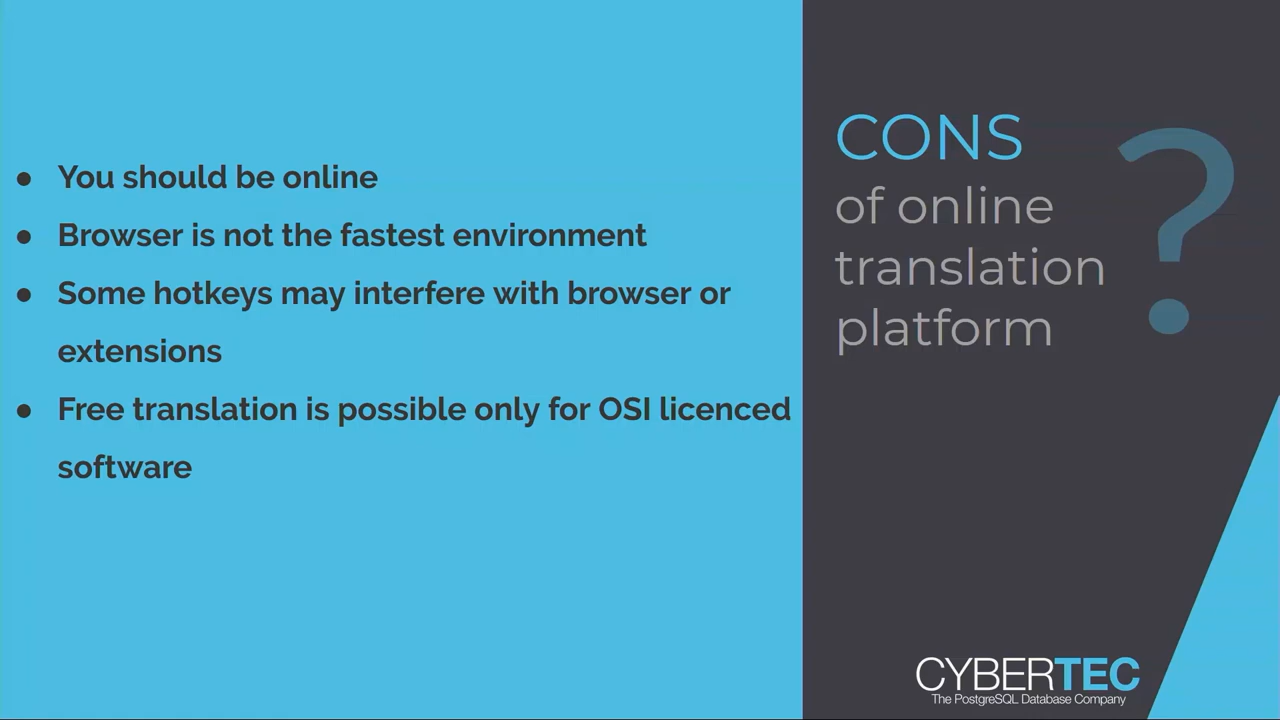 ● You should be online
● Browser is not the fastest environment
● Some hotkeys may interfere with browser or
extensions
● Free translation is possible only for OSI licenced
software
CONS
of online
translation
platform
?
CYBERTEC
The PostgreSQL Database Company